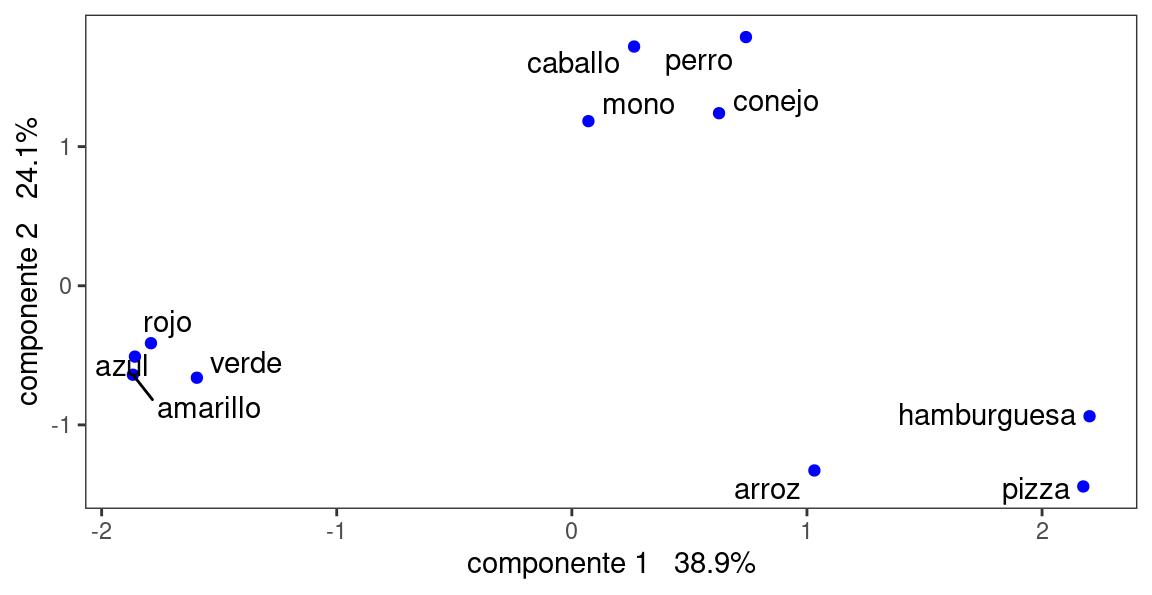 caballo
perro
mono
conejo
rojo
azul
verde
amarillo
hamburguesa
arroz
pizza
1
0
-1
-2
-1
0
1
2
componente 1 38.9%
componente 2 24.1%